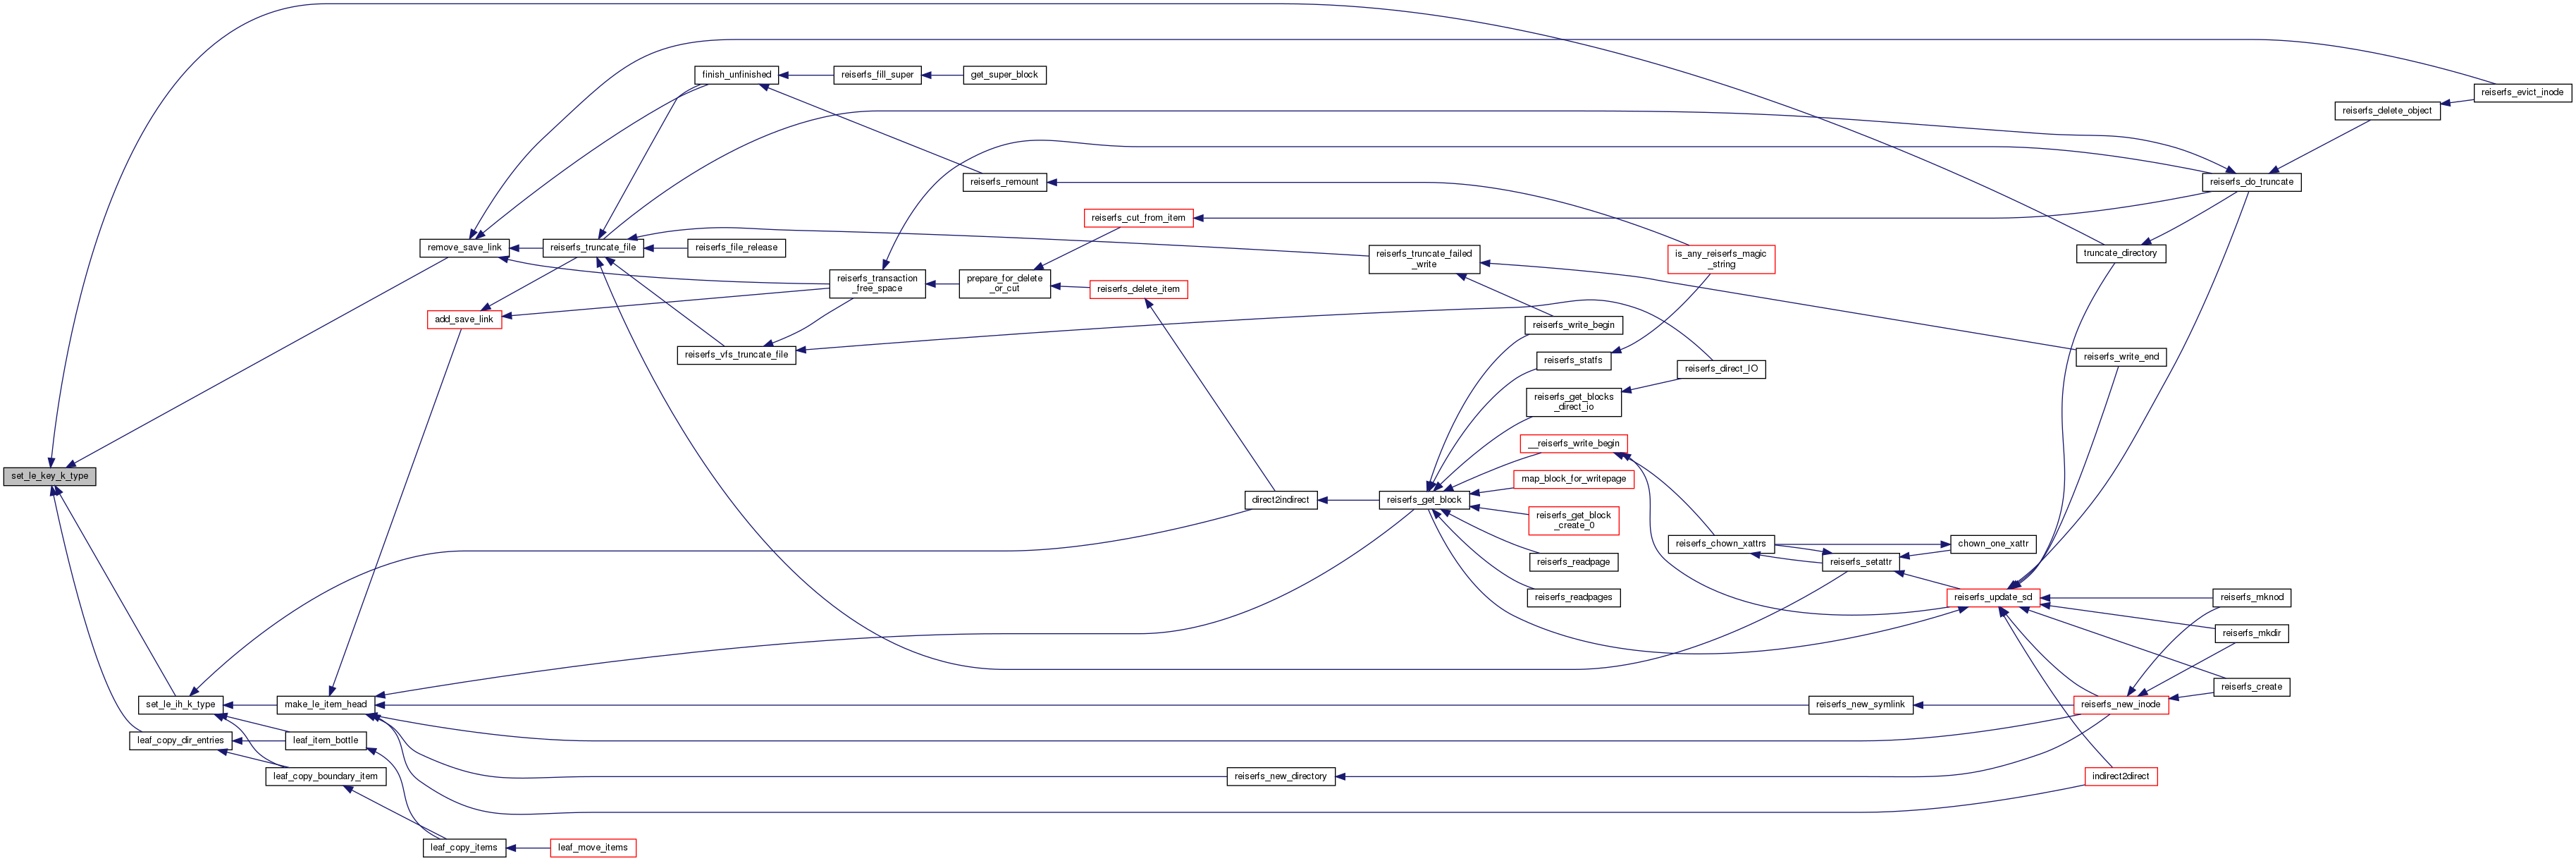 finish_unfinished
reiserfs_fill_super
get_super_block
reiserfs_evict_inode
reiserfs_delete_object
reiserfs_remount
reiserfs_do_truncate
reiserfs_cut_from_item
remove_save_link
reiserfs_truncate_file
reiserfs_file_release
reiserfs_truncate_failed
_write
is_any_reiserfs_magic
_string
truncate_directory
reiserfs_transaction
_free_space
prepare_for_delete
_or_cut
reiserfs_delete_item
add_save_link
reiserfs_write_begin
reiserfs_vfs_truncate_file
reiserfs_statfs
reiserfs_write_end
reiserfs_direct_IO
reiserfs_get_blocks
_direct_io
__reiserfs_write_begin
set_le_key_k_type
map_block_for_writepage
direct2indirect
reiserfs_get_block
reiserfs_get_block
_create_0
reiserfs_chown_xattrs
chown_one_xattr
reiserfs_readpage
reiserfs_setattr
reiserfs_readpages
reiserfs_update_sd
reiserfs_mknod
reiserfs_mkdir
reiserfs_create
set_le_ih_k_type
make_le_item_head
reiserfs_new_symlink
reiserfs_new_inode
leaf_copy_dir_entries
leaf_item_bottle
leaf_copy_boundary_item
reiserfs_new_directory
indirect2direct
leaf_copy_items
leaf_move_items